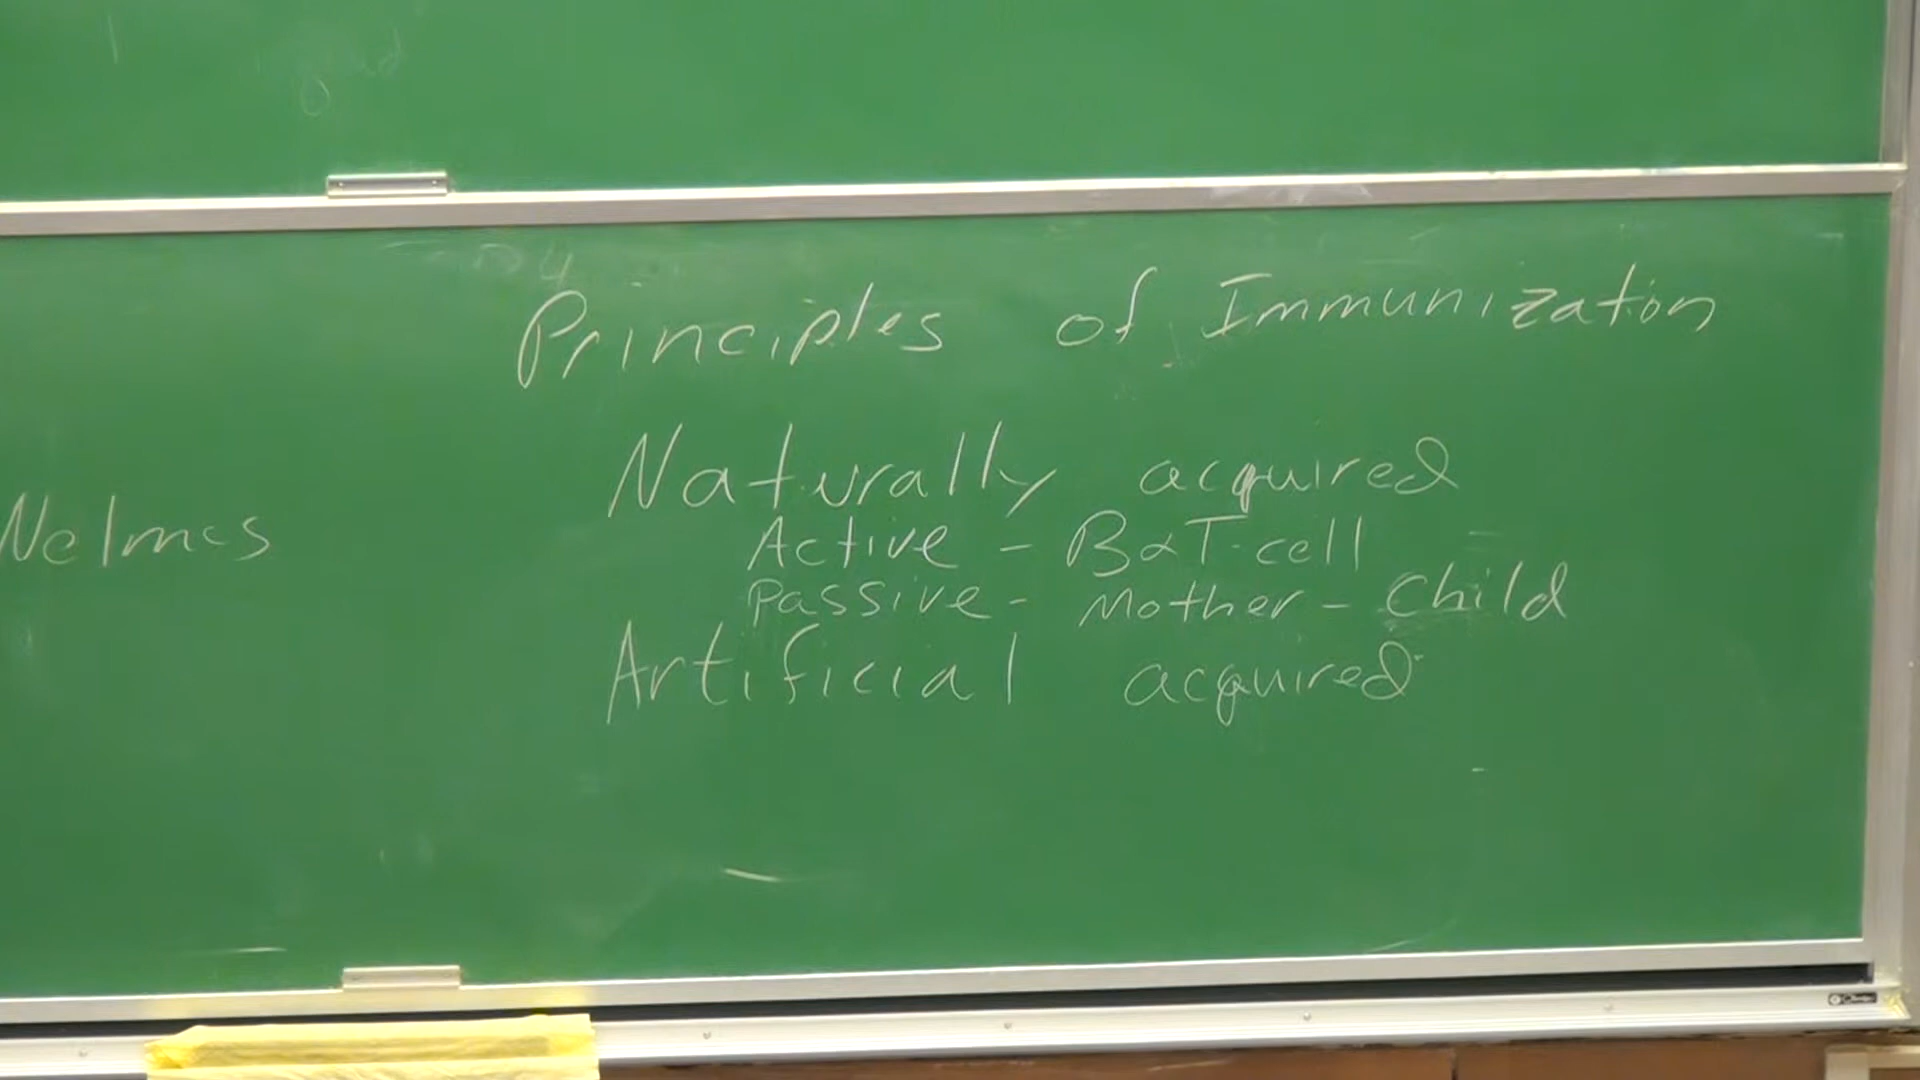 Principles of Immunization
Naturally acquired
Nelmes
Active - B & T-cell
Passive - Mother - Child
Artificial acquired